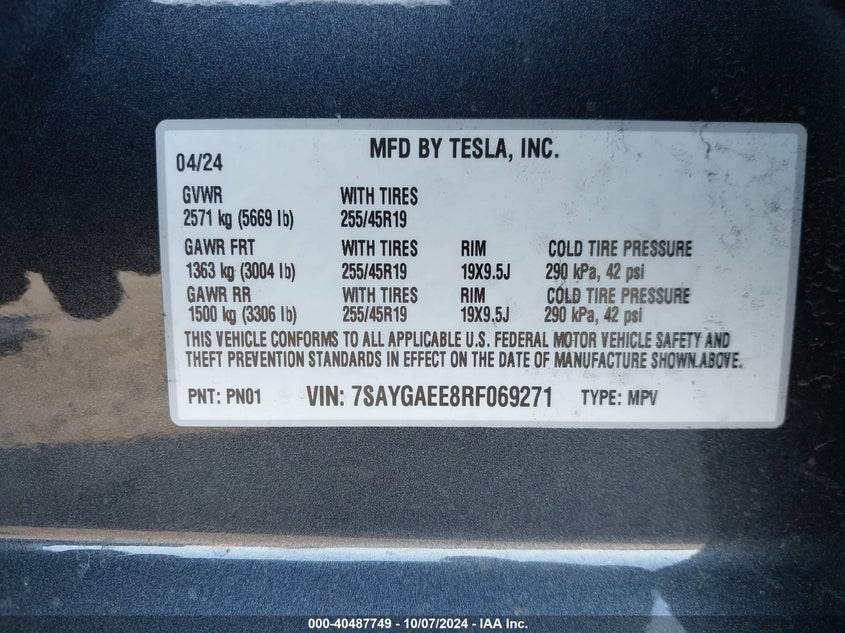 04/24 MFD BY TESLA, INC.
GVWR WITH TIRES
2571 kg (5669 lb) 255/45R19
GAWR FRT WITH TIRES RIM COLD TIRE PRESSURE
1363 kg (3004 lb) 255/45R19 19X9.5J 290 kPa, 42 psi
GAWR RR WITH TIRES RIM COLD TIRE PRESSURE
1500 kg (3306 lb) 255/45R19 19X9.5J 290 kPa, 42 psi
THIS VEHICLE CONFORMS TO ALL APPLICABLE U.S. FEDERAL MOTOR VEHICLE SAFETY AND
THEFT PREVENTION STANDARDS IN EFFECT ON THE DATE OF MANUFACTURE SHOWN ABOVE.
PNT: PN01 VIN: 7SAYGAEE8RF069271 TYPE: MPV
000-40487749 - 10/07/2024 - IAA Inc.